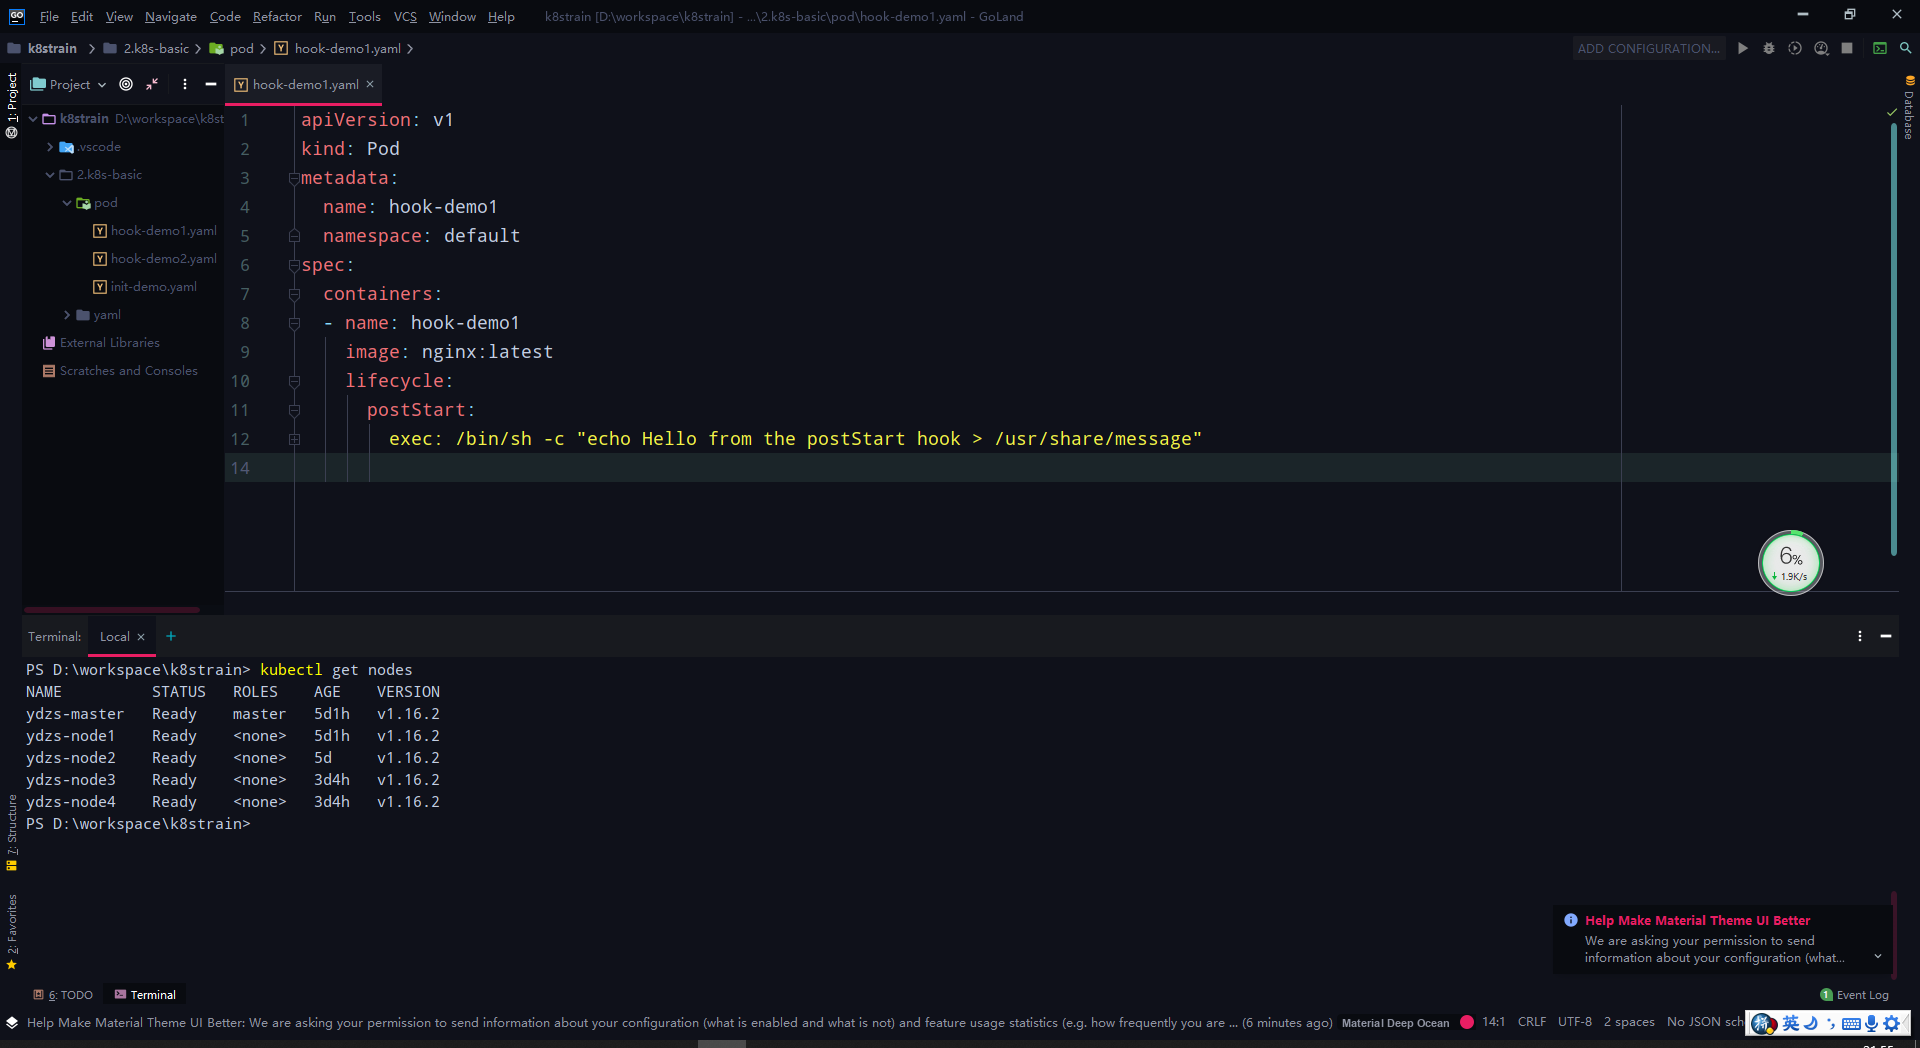 File Edit View Navigate Code Refactor Run Tools VCS Window Help k8strain [D:\workspace\k8strain] - ...\2.k8s-basic\pod\hook-demo1.yaml - GoLand
k8strain 2.k8s-basic pod hook-demo1.yaml ADD CONFIGURATION...
1: Project
Project
hook-demo1.yaml
k8strain D:\workspace\k8st
.vscode
2.k8s-basic
pod
hook-demo1.yaml
hook-demo2.yaml
init-demo.yaml
yaml
External Libraries
Scratches and Consoles
1 apiVersion: v1
2 kind: Pod
3 metadata:
4 name: hook-demo1
5 namespace: default
6 spec:
7 containers:
8 - name: hook-demo1
9 image: nginx:latest
10 lifecycle:
11 postStart:
12 exec: /bin/sh -c "echo Hello from the postStart hook > /usr/share/message"
14
Database
6%
1.9K/s
Terminal: Local +
PS D:\workspace\k8strain> kubectl get nodes
NAME STATUS ROLES AGE VERSION
ydzs-master Ready master 5d1h v1.16.2
ydzs-node1 Ready <none> 5d1h v1.16.2
ydzs-node2 Ready <none> 5d v1.16.2
ydzs-node3 Ready <none> 3d4h v1.16.2
ydzs-node4 Ready <none> 3d4h v1.16.2
PS D:\workspace\k8strain>
7: Structure
2: Favorites
Help Make Material Theme UI Better
We are asking your permission to send
information about your configuration (what...
6: TODO Terminal 1 Event Log
Help Make Material Theme UI Better: We are asking your permission to send information about your configuration (what is enabled and what is not) and feature usage statistics (e.g. how frequently you are ... (6 minutes ago) Material Deep Ocean 14:1 CRLF UTF-8 2 spaces No JSON sch
英